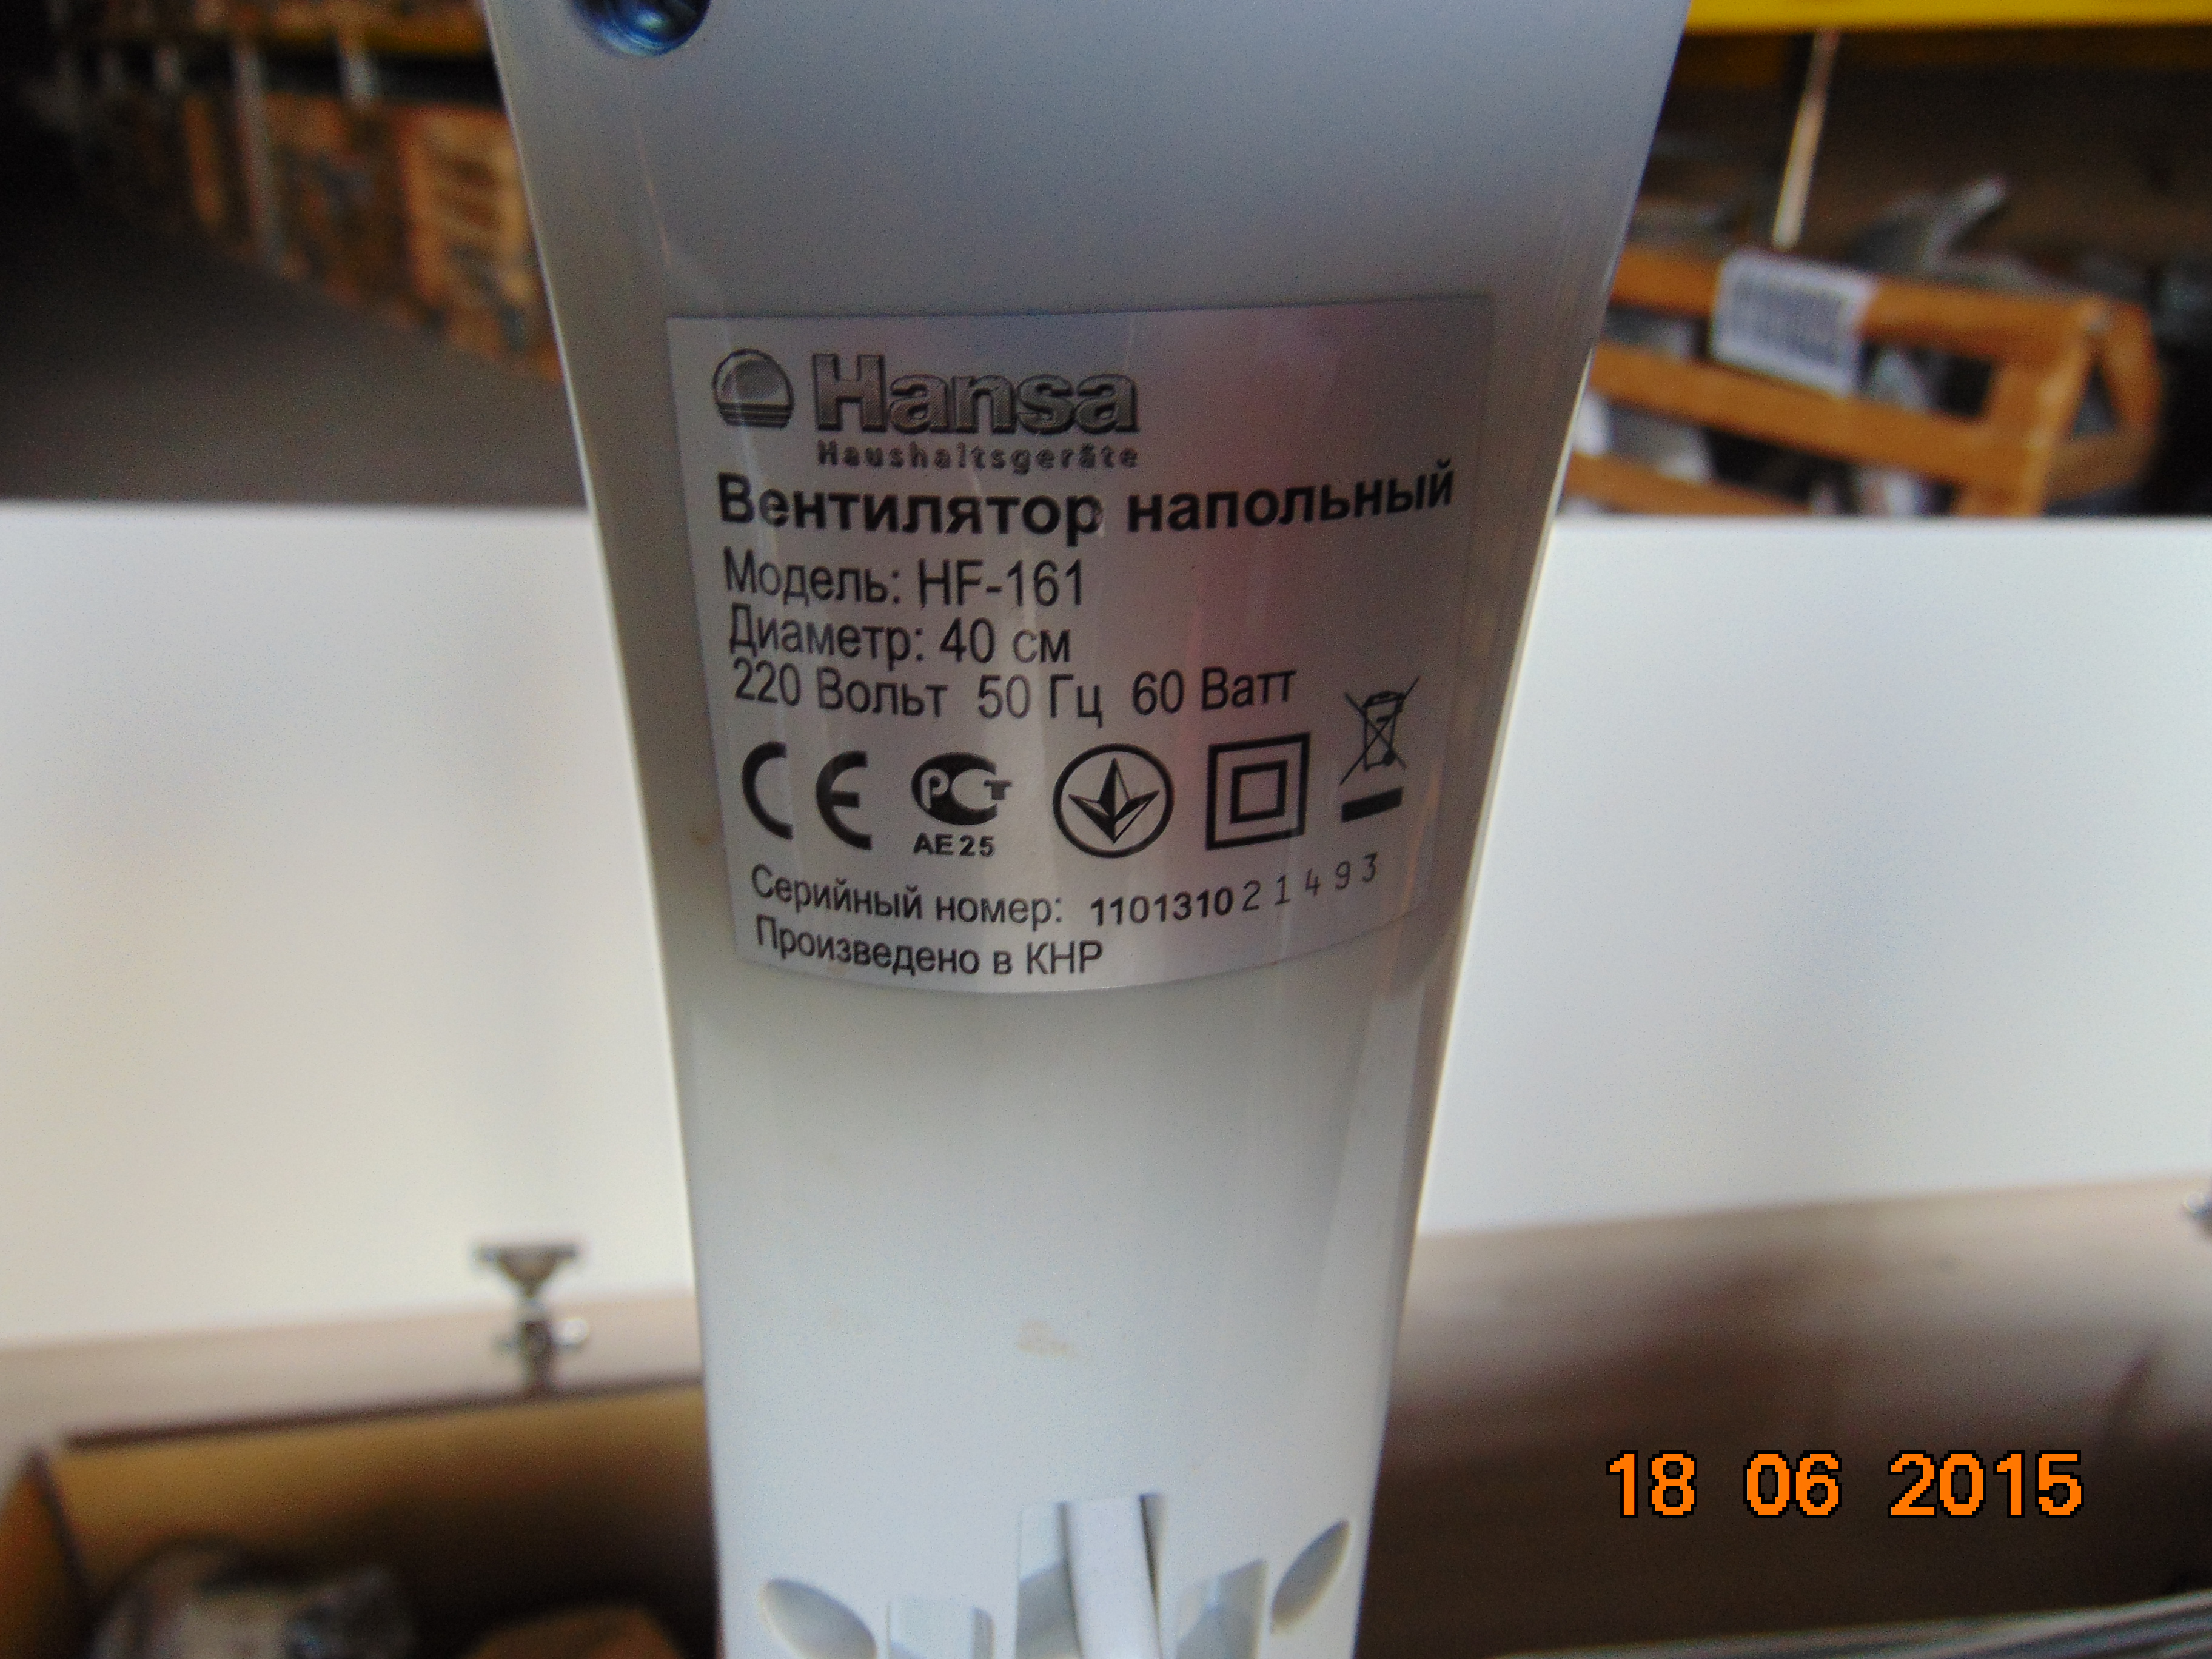 Hansa
Haushaltsgeräte
Вентилятор напольный
Модель: HF-161
Диаметр: 40 см
220 Вольт 50 Гц 60 Ватт
CE РСТ
АЕ25
Серийный номер: 110131021493
Произведено в КНР
18 06 2015